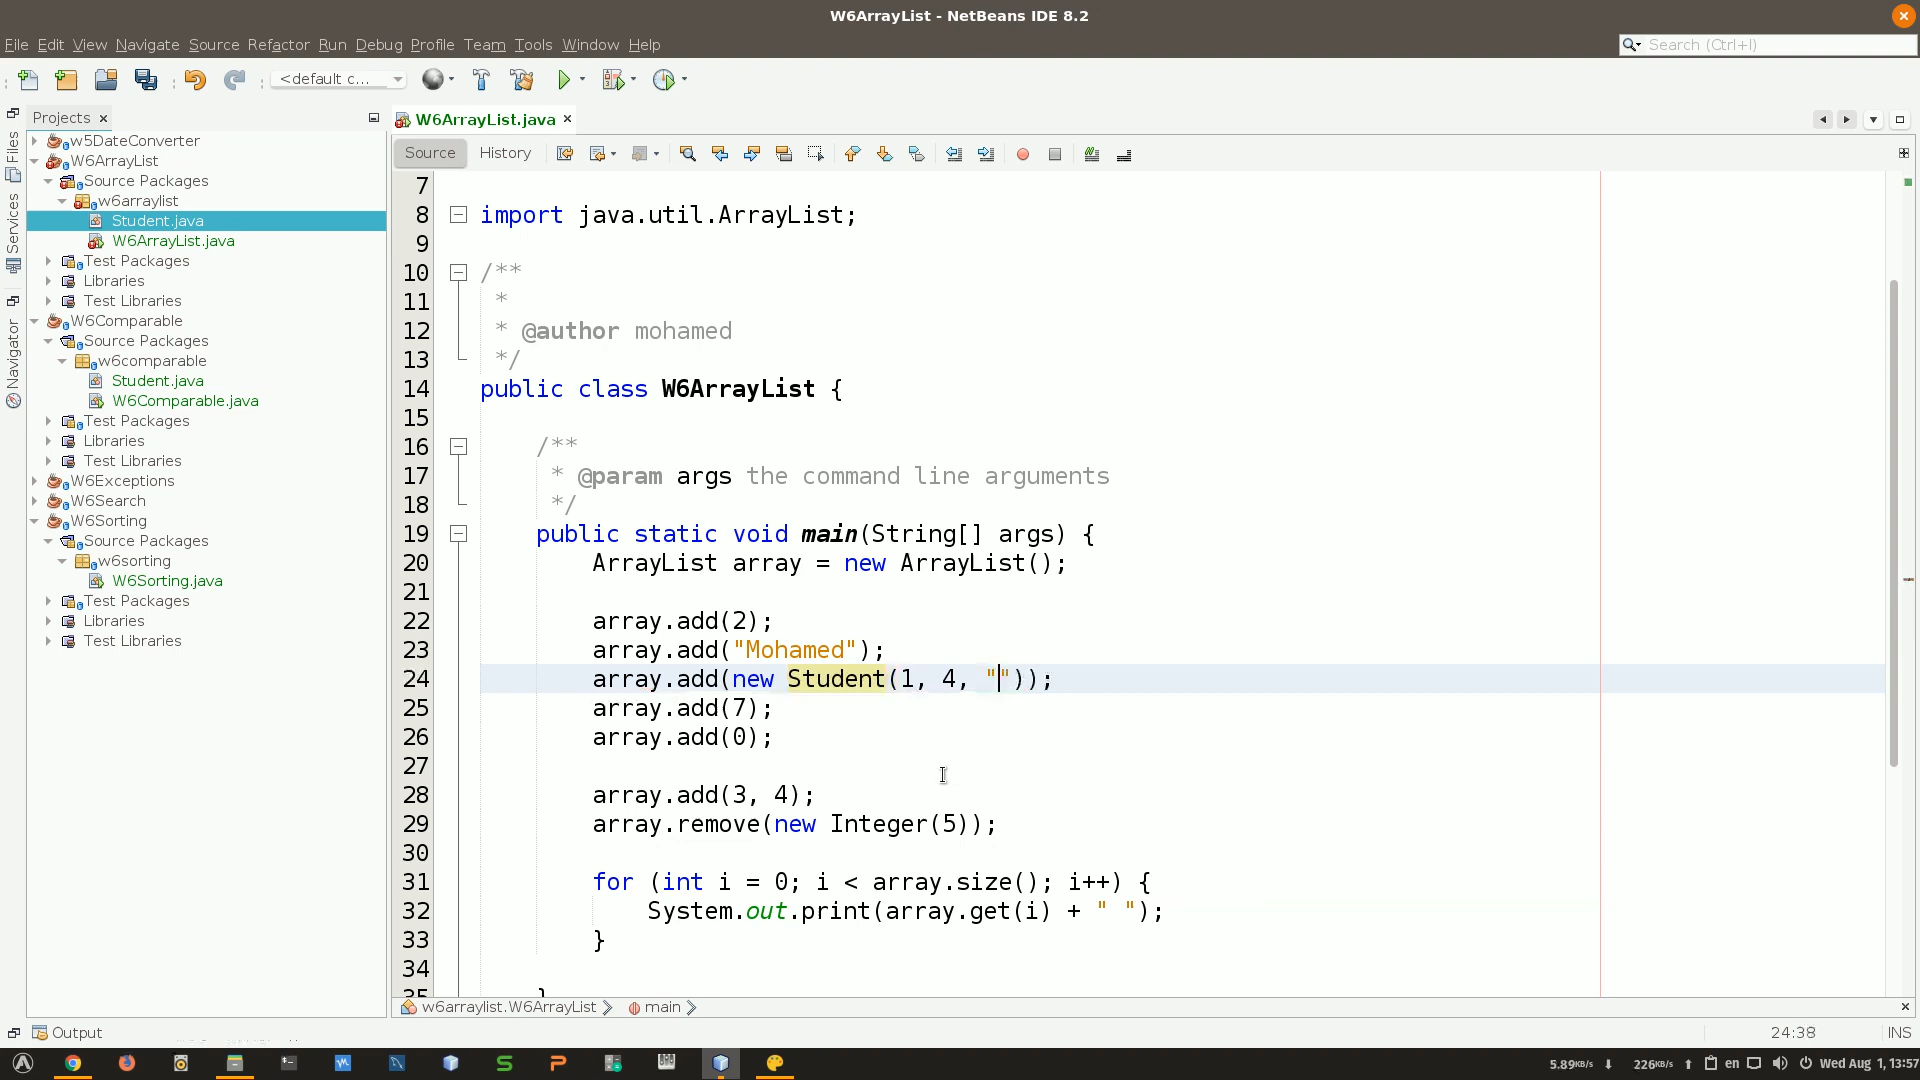 W6ArrayList - NetBeans IDE 8.2
File Edit View Navigate Source Refactor Run Debug Profile Team Tools Window Help
Search (Ctrl+I)
<default c...
Projects
W6ArrayList.java
Files
Services
Navigator
w5DateConverter
W6ArrayList
Source Packages
w6arraylist
Student.java
W6ArrayList.java
Test Packages
Libraries
Test Libraries
W6Comparable
Source Packages
w6comparable
Student.java
W6Comparable.java
Test Packages
Libraries
Test Libraries
W6Exceptions
W6Search
W6Sorting
Source Packages
w6sorting
W6Sorting.java
Test Packages
Libraries
Test Libraries
Source History
7
8 import java.util.ArrayList;
9
10 /**
11 *
12 * @author mohamed
13 */
14 public class W6ArrayList {
15
16 /**
17 * @param args the command line arguments
18 */
19 public static void main(String[] args) {
20 ArrayList array = new ArrayList();
21
22 array.add(2);
23 array.add("Mohamed");
24 array.add(new Student(1, 4, ""));
25 array.add(7);
26 array.add(0);
27
28 array.add(3, 4);
29 array.remove(new Integer(5));
30
31 for (int i = 0; i < array.size(); i++) {
32 System.out.print(array.get(i) + " ");
33 }
34
35 }
w6arraylist.W6ArrayList main
Output
24:38 INS
5.89KB/s 226KB/s en Wed Aug 1, 13:57